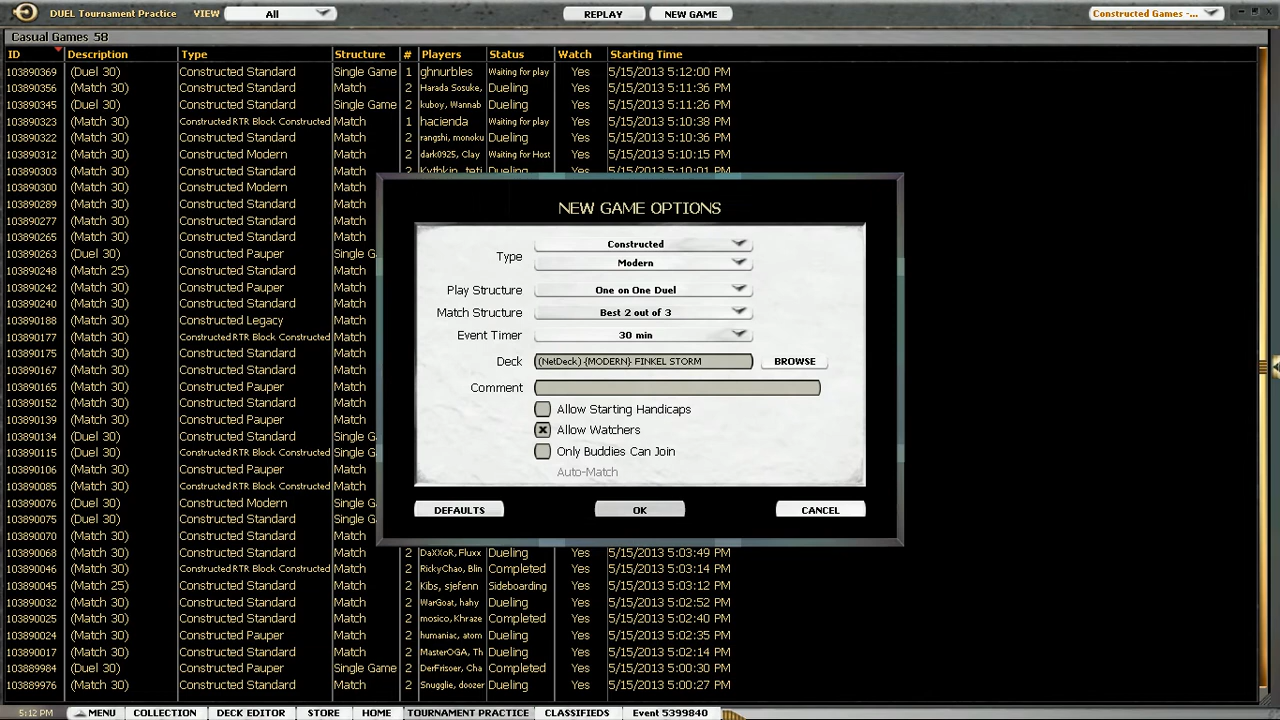 DUEL Tournament Practice VIEW All REPLAY NEW GAME Constructed Games -...
Casual Games 58
ID Description Type Structure # Players Status Watch Starting Time
103890369 (Duel 30) Constructed Standard Single Game 1 ghnurbles Waiting for play Yes 5/15/2013 5:12:00 PM
103890356 (Match 30) Constructed Standard Match 2 Harada Sosuke, Dueling Yes 5/15/2013 5:11:36 PM
103890345 (Duel 30) Constructed Standard Single Game 2 kuboy, Wannab Dueling Yes 5/15/2013 5:11:26 PM
103890323 (Match 30) Constructed RTR Block Constructed Match 1 hacienda Waiting for play Yes 5/15/2013 5:10:38 PM
103890322 (Match 30) Constructed Standard Match 2 rangshi, monoku Dueling Yes 5/15/2013 5:10:36 PM
103890312 (Match 30) Constructed Modern Match 2 dark0925, Clay Waiting for Host Yes 5/15/2013 5:10:15 PM
103890303 (Match 30) Constructed Standard Match 2 Kythkin, teti Dueling Yes 5/15/2013 5:10:01 PM
103890300 (Match 30) Constructed Modern Match
103890289 (Match 30) Constructed Standard Match
103890277 (Match 30) Constructed Standard Match
103890265 (Match 30) Constructed Standard Match
103890263 (Duel 30) Constructed Pauper Single G
103890248 (Match 25) Constructed Standard Match
103890242 (Match 30) Constructed Pauper Match
103890240 (Match 30) Constructed Standard Match
103890188 (Match 30) Constructed Legacy Match
103890177 (Match 30) Constructed RTR Block Constructed Match
103890175 (Match 30) Constructed Standard Match
103890167 (Match 30) Constructed Standard Match
103890165 (Match 30) Constructed Pauper Match
103890152 (Match 30) Constructed Standard Match
103890139 (Match 30) Constructed Pauper Match
103890134 (Duel 30) Constructed Standard Single G
103890115 (Duel 30) Constructed RTR Block Constructed Single G
103890106 (Match 30) Constructed Pauper Match
103890085 (Match 30) Constructed RTR Block Constructed Match
103890076 (Duel 30) Constructed Modern Single G
103890075 (Duel 30) Constructed Standard Single G
103890070 (Match 30) Constructed Standard Match
103890068 (Match 30) Constructed Standard Match 2 DaXXoR, Fluxx Dueling Yes 5/15/2013 5:03:49 PM
103890046 (Match 30) Constructed RTR Block Constructed Match 2 RickyChao, Blin Completed Yes 5/15/2013 5:03:14 PM
103890045 (Match 25) Constructed Standard Match 2 Kibs, sjefenn Sideboarding Yes 5/15/2013 5:03:12 PM
103890032 (Match 30) Constructed Standard Match 2 WarGoat, hahy Dueling Yes 5/15/2013 5:02:52 PM
103890025 (Match 30) Constructed Standard Match 2 mosico, Khraze Completed Yes 5/15/2013 5:02:40 PM
103890024 (Match 30) Constructed Pauper Match 2 humaniac, atom Dueling Yes 5/15/2013 5:02:35 PM
103890017 (Match 30) Constructed Standard Match 2 MasterOGA, Th Dueling Yes 5/15/2013 5:02:14 PM
103889984 (Duel 30) Constructed Pauper Single Game 2 DerFrisoer, Cha Completed Yes 5/15/2013 5:00:30 PM
103889976 (Match 30) Constructed Standard Match 2 Snugglie, doozer Dueling Yes 5/15/2013 5:00:27 PM
NEW GAME OPTIONS
Type Constructed
Modern
Play Structure One on One Duel
Match Structure Best 2 out of 3
Event Timer 30 min
Deck (NetDeck) {MODERN} FINKEL STORM BROWSE
Comment
Allow Starting Handicaps
Allow Watchers
Only Buddies Can Join
Auto-Match
DEFAULTS OK CANCEL
5:12 PM MENU COLLECTION DECK EDITOR STORE HOME TOURNAMENT PRACTICE CLASSIFIEDS Event 5399840